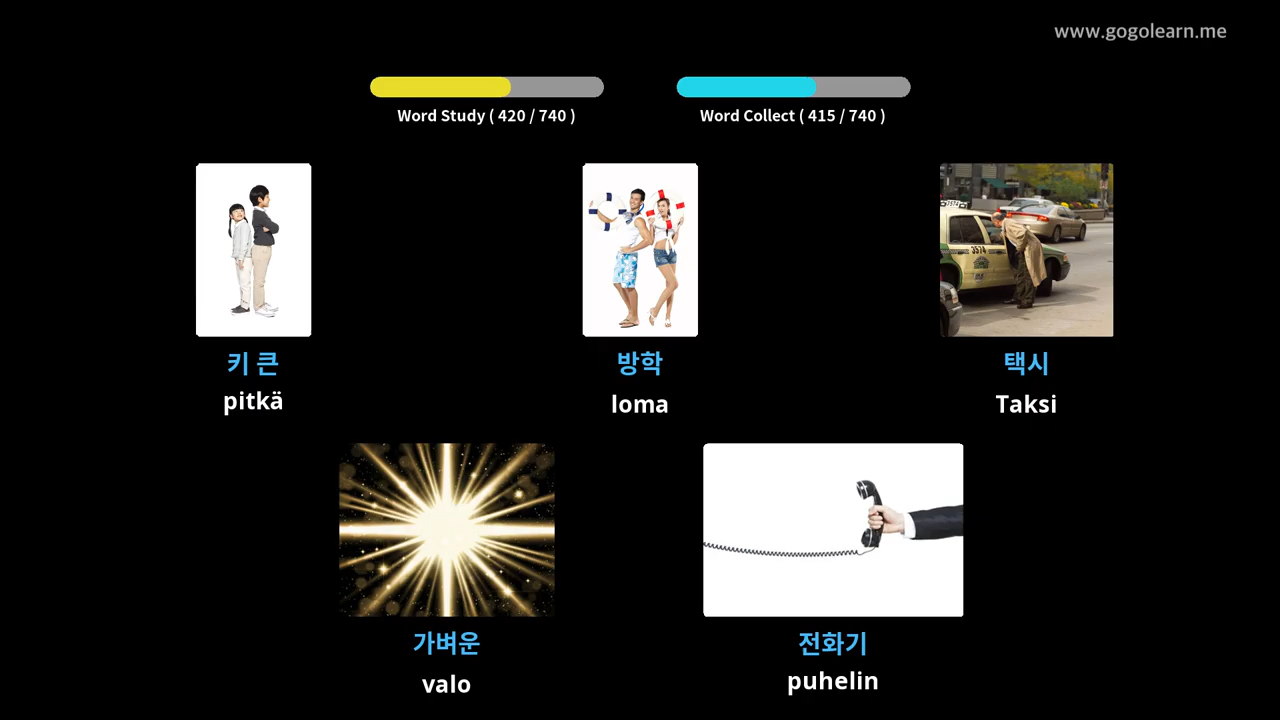 www.gogolearn.me
Word Study ( 420 / 740 )
Word Collect ( 415 / 740 )
3574
키 큰
방학
택시
pitkä
loma
Taksi
가벼운
전화기
valo
puhelin